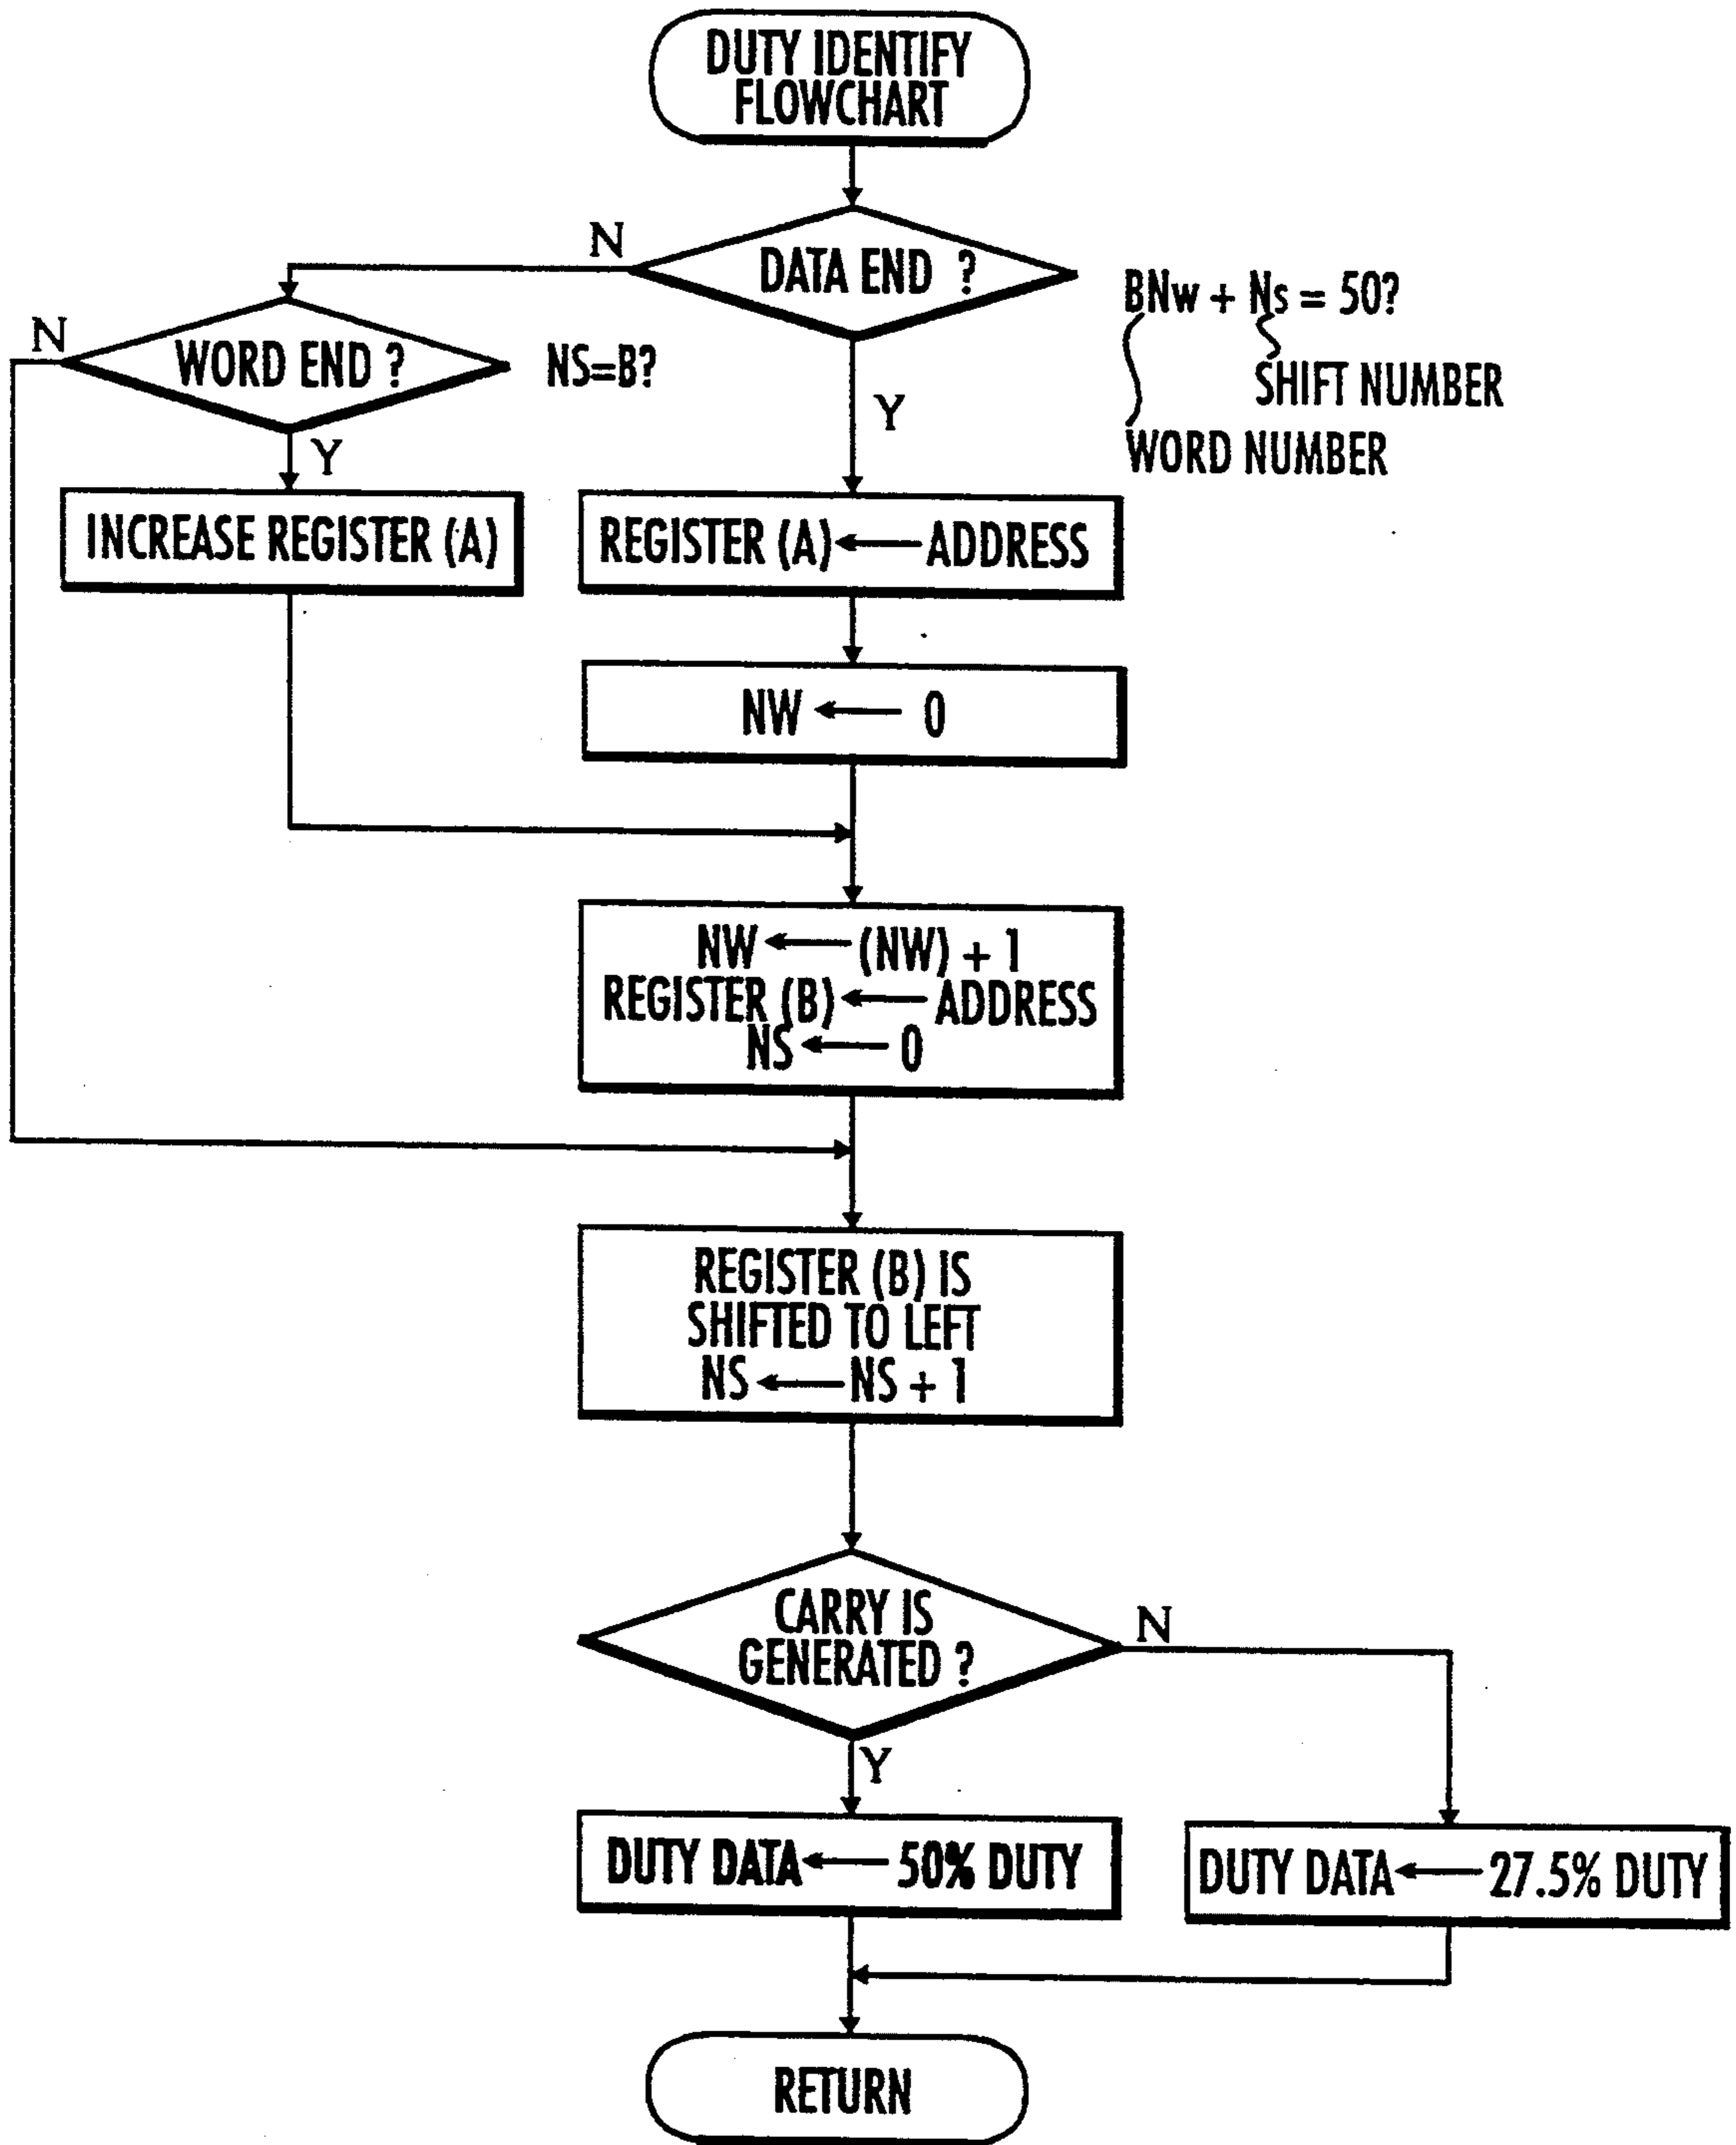 DUTY IDENTIFY
FLOWCHART
N
DATA END ?
BNw + Ns = 50?
SHIFT NUMBER
WORD NUMBER
N
WORD END ?
NS=B?
Y
Y
INCREASE REGISTER (A)
REGISTER (A) ← ADDRESS
NW ← 0
NW ← (NW) + 1
REGISTER (B) ← ADDRESS
NS ← 0
REGISTER (B) IS
SHIFTED TO LEFT
NS ← NS + 1
CARRY IS
GENERATED ?
N
Y
DUTY DATA ← 50% DUTY
DUTY DATA ← 27.5% DUTY
RETURN